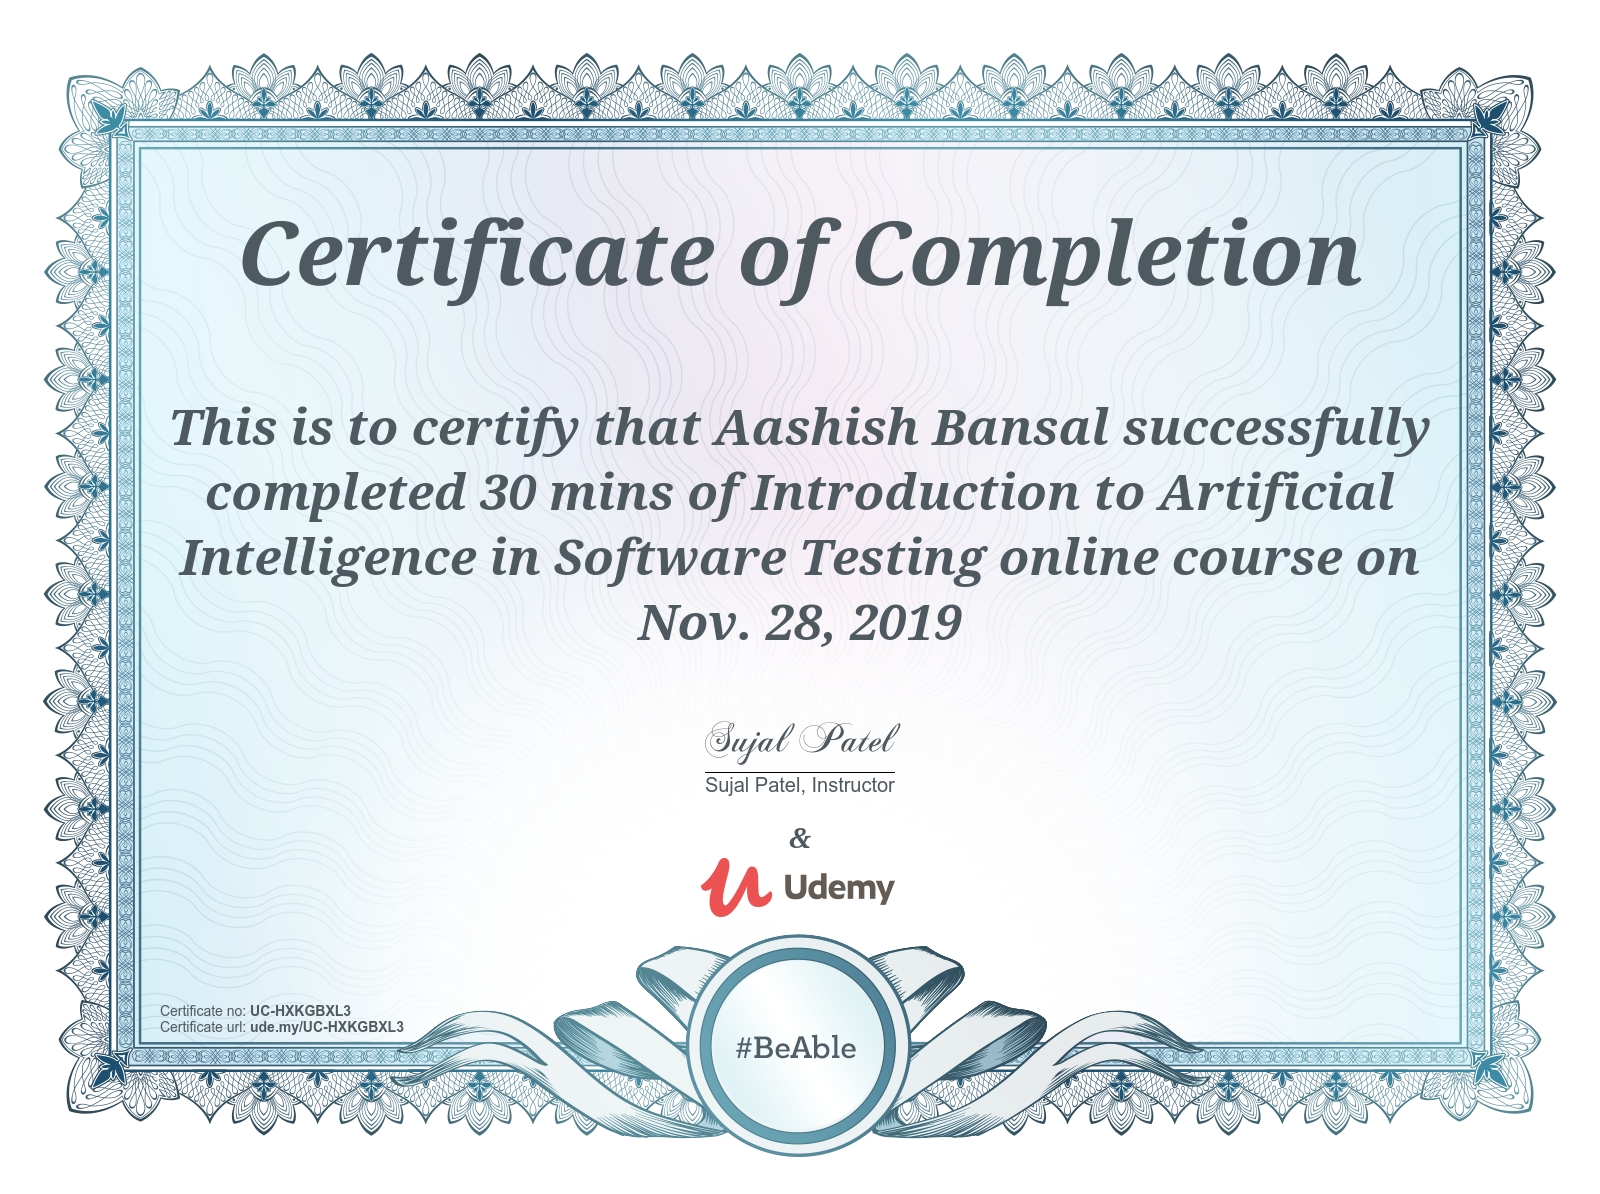 Certificate of Completion
This is to certify that Aashish Bansal successfully
completed 30 mins of Introduction to Artificial
Intelligence in Software Testing online course on
Nov. 28, 2019
Sujal Patel
Sujal Patel, Instructor
&
Udemy
Certificate no: UC-HXKGBXL3
Certificate url: ude.my/UC-HXKGBXL3
#BeAble